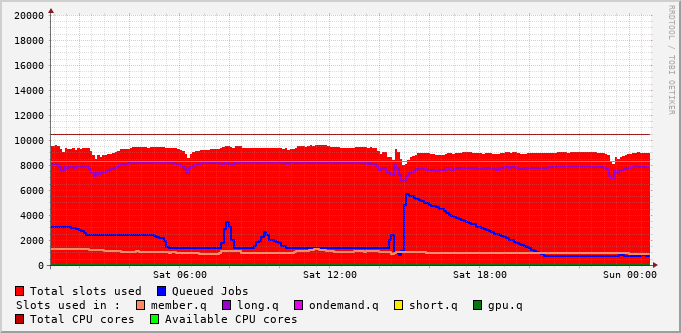 20000
18000
16000
14000
12000
10000
8000
6000
4000
2000
0
Sat 06:00 Sat 12:00 Sat 18:00 Sun 00:00
RRDTOOL / TOBI OETIKER
Total slots used Queued Jobs
Slots used in : member.q long.q ondemand.q short.q gpu.q
Total CPU cores Available CPU cores